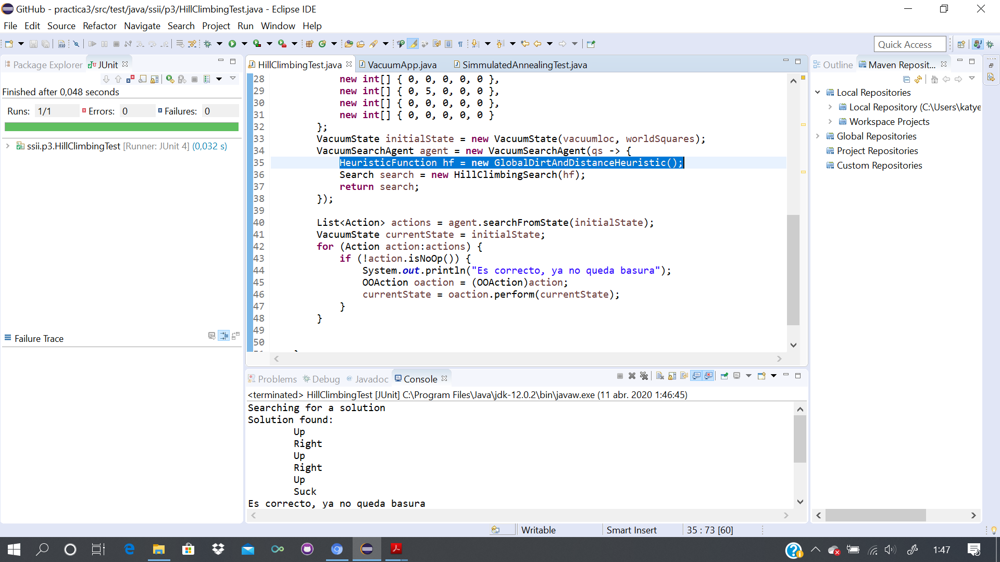 GitHub - practica3/src/test/java/ssii/p3/HillClimbingTest.java - Eclipse IDE
File Edit Source Refactor Navigate Search Project Run Window Help
Quick Access
Package Explorer JUnit
Finished after 0,048 seconds
Runs: 1/1 Errors: 0 Failures: 0
ssii.p3.HillClimbingTest [Runner: JUnit 4] (0,032 s)
Failure Trace
HillClimbingTest.java VacuumApp.java SimmulatedAnnealingTest.java
28 new int[] { 0, 0, 0, 0, 0 },
29 new int[] { 0, 5, 0, 0, 0 },
30 new int[] { 0, 0, 0, 0, 0 },
31 new int[] { 0, 0, 0, 0, 0 }
32 };
33 VacuumState initialState = new VacuumState(vacuumloc, worldSquares);
34 VacuumSearchAgent agent = new VacuumSearchAgent(qs -> {
35 HeuristicFunction hf = new GlobalDirtAndDistanceHeuristic();
36 Search search = new HillClimbingSearch(hf);
37 return search;
38 });
39
40 List<Action> actions = agent.searchFromState(initialState);
41 VacuumState currentState = initialState;
42 for (Action action:actions) {
43 if (!action.isNoOp()) {
44 System.out.println("Es correcto, ya no queda basura");
45 OOAction oaction = (OOAction)action;
46 currentState = oaction.perform(currentState);
47 }
48 }
49
50
Problems Debug Javadoc Console
<terminated> HillClimbingTest [JUnit] C:\Program Files\Java\jdk-12.0.2\bin\javaw.exe (11 abr. 2020 1:46:45)
Searching for a solution
Solution found:
Up
Right
Up
Right
Up
Suck
Es correcto, ya no queda basura
Outline Maven Reposit...
Local Repositories
Local Repository (C:\Users\katye
Workspace Projects
Global Repositories
Project Repositories
Custom Repositories
Writable Smart Insert 35 : 73 [60]
1:47